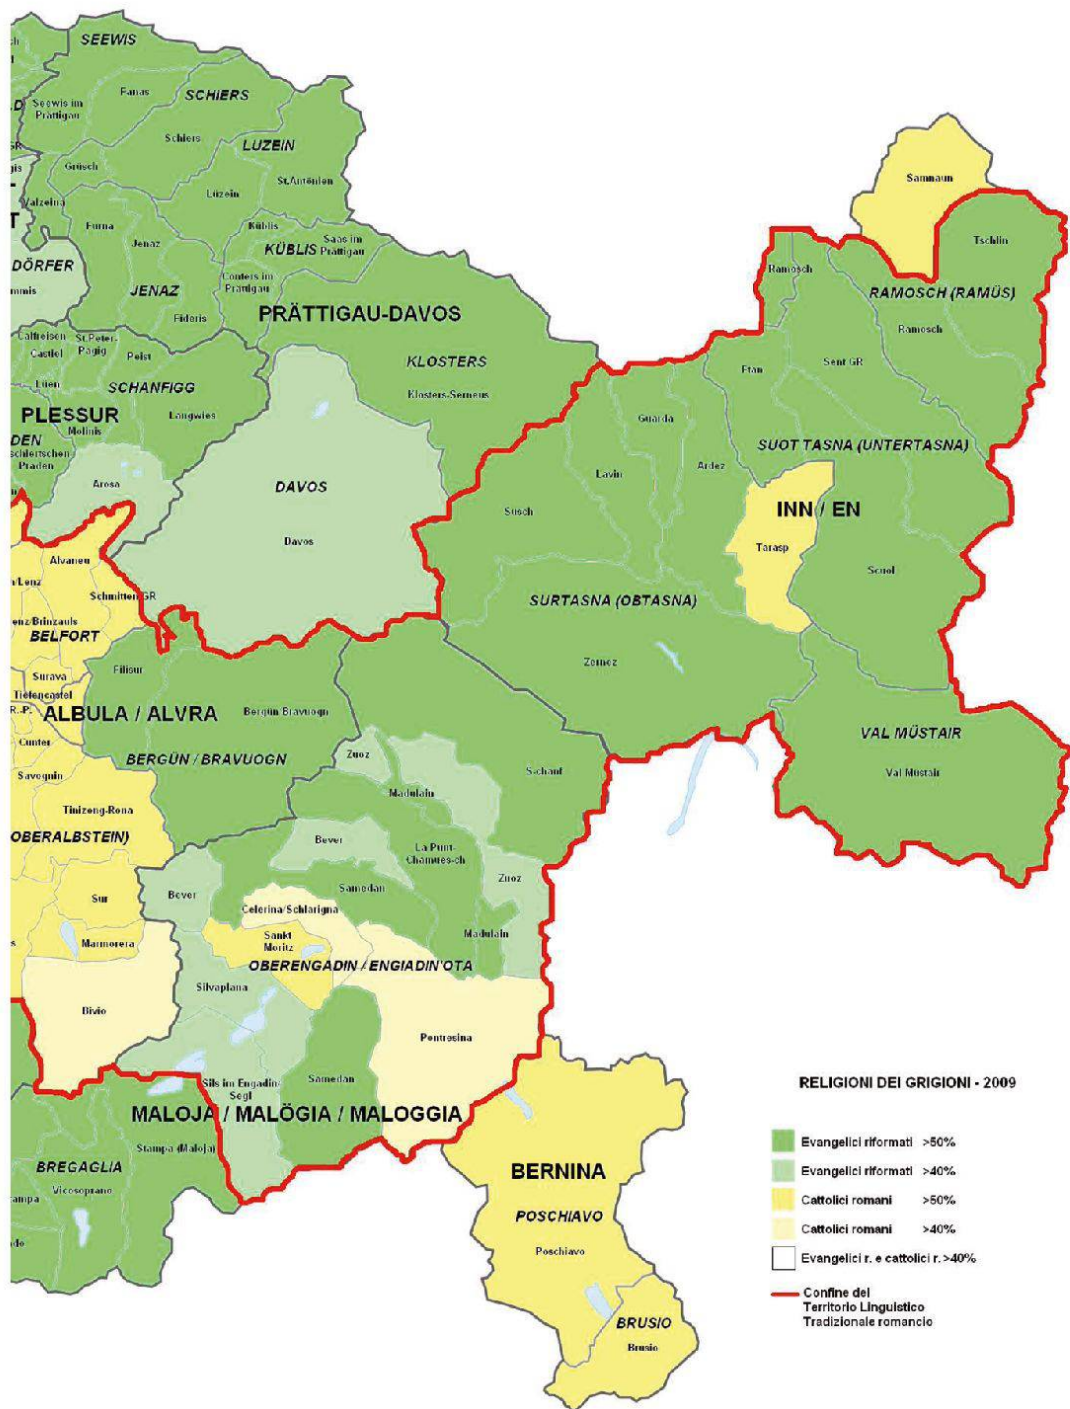 SEEWIS
Fanas
SCHIERS
Seewis im
Prättigau
Schiers
LUZEIN
Grüsch
St.Antönien
Luzein
Valzeina
Furna
Küblis
Jenaz
KÜBLIS
Saas im
Prättigau
DÖRFER
Conters im
Prättigau
JENAZ
Fideris
PRÄTTIGAU-DAVOS
Calfreisen
St.Peter-
Pagig
Castiel
Peist
KLOSTERS
Lüen
SCHANFIGG
Klosters-Serneus
PLESSUR
Langwies
Molinis
Praden
Arosa
DAVOS
Davos
Samnaun
Tschlin
Ramosch
RAMOSCH (RAMÜS)
Ramosch
Ftan
Sent GR
Guarda
SUOT TASNA (UNTERTASNA)
Lavin
Ardez
Susch
INN / EN
Tarasp
Scuol
SURTASNA (OBTASNA)
Zernez
VAL MÜSTAIR
Val Müstair
Alvaneu
Schmitten GR
BELFORT
Surava
Tiefencastel
Filisur
ALBULA / ALVRA
Bergün/Bravuogn
BERGÜN / BRAVUOGN
Cunter
Savognin
Tinizong-Rona
OBERALBSTEIN)
Sur
Marmorera
Bivio
Zuoz
S-chanf
Madulain
Bever
La Punt-
Chamues-ch
Zuoz
Bever
Samedan
Celerina/Schlarigna
Sankt
Moritz
Madulain
OBERENGADIN / ENGIADIN'OTA
Silvaplana
Pontresina
Sils im Engadin/
Segl
Samedan
MALOJA / MALÖGIA / MALOGGIA
Stampa (Maloja)
BREGAGLIA
Vicosoprano
BERNINA
POSCHIAVO
Poschiavo
BRUSIO
Brusio
RELIGIONI DEI GRIGIONI - 2009
Evangelici riformati >50%
Evangelici riformati >40%
Cattolici romani >50%
Cattolici romani >40%
Evangelici r. e cattolici r. >40%
Confine del
Territorio Linguistico
Tradizionale romancio